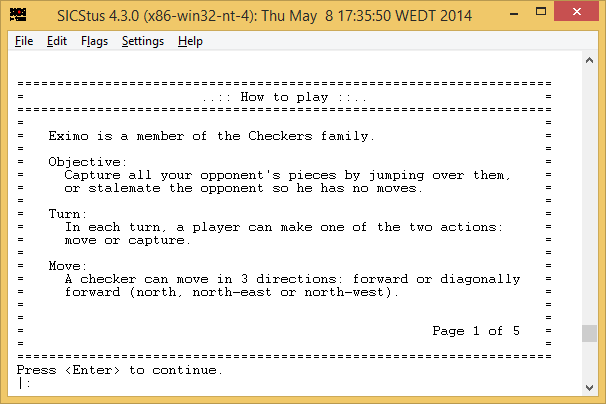 SICStus 4.3.0 (x86-win32-nt-4): Thu May  8 17:35:50 WEDT 2014
File Edit Flags Settings Help
===================================================================
=                      ..:: How to play ::..                      =
===================================================================
=                                                                 =
=   Eximo is a member of the Checkers family.                     =
=                                                                 =
=   Objective:                                                    =
=     Capture all your opponent's pieces by jumping over them,    =
=     or stalemate the opponent so he has no moves.               =
=                                                                 =
=   Turn:                                                         =
=     In each turn, a player can make one of the two actions:     =
=     move or capture.                                            =
=                                                                 =
=   Move:                                                         =
=     A checker can move in 3 directions: forward or diagonally   =
=     forward (north, north-east or north-west).                  =
=                                                                 =
=                                                                 =
=                                                   Page 1 of 5   =
=                                                                 =
===================================================================
Press <Enter> to continue.
|: